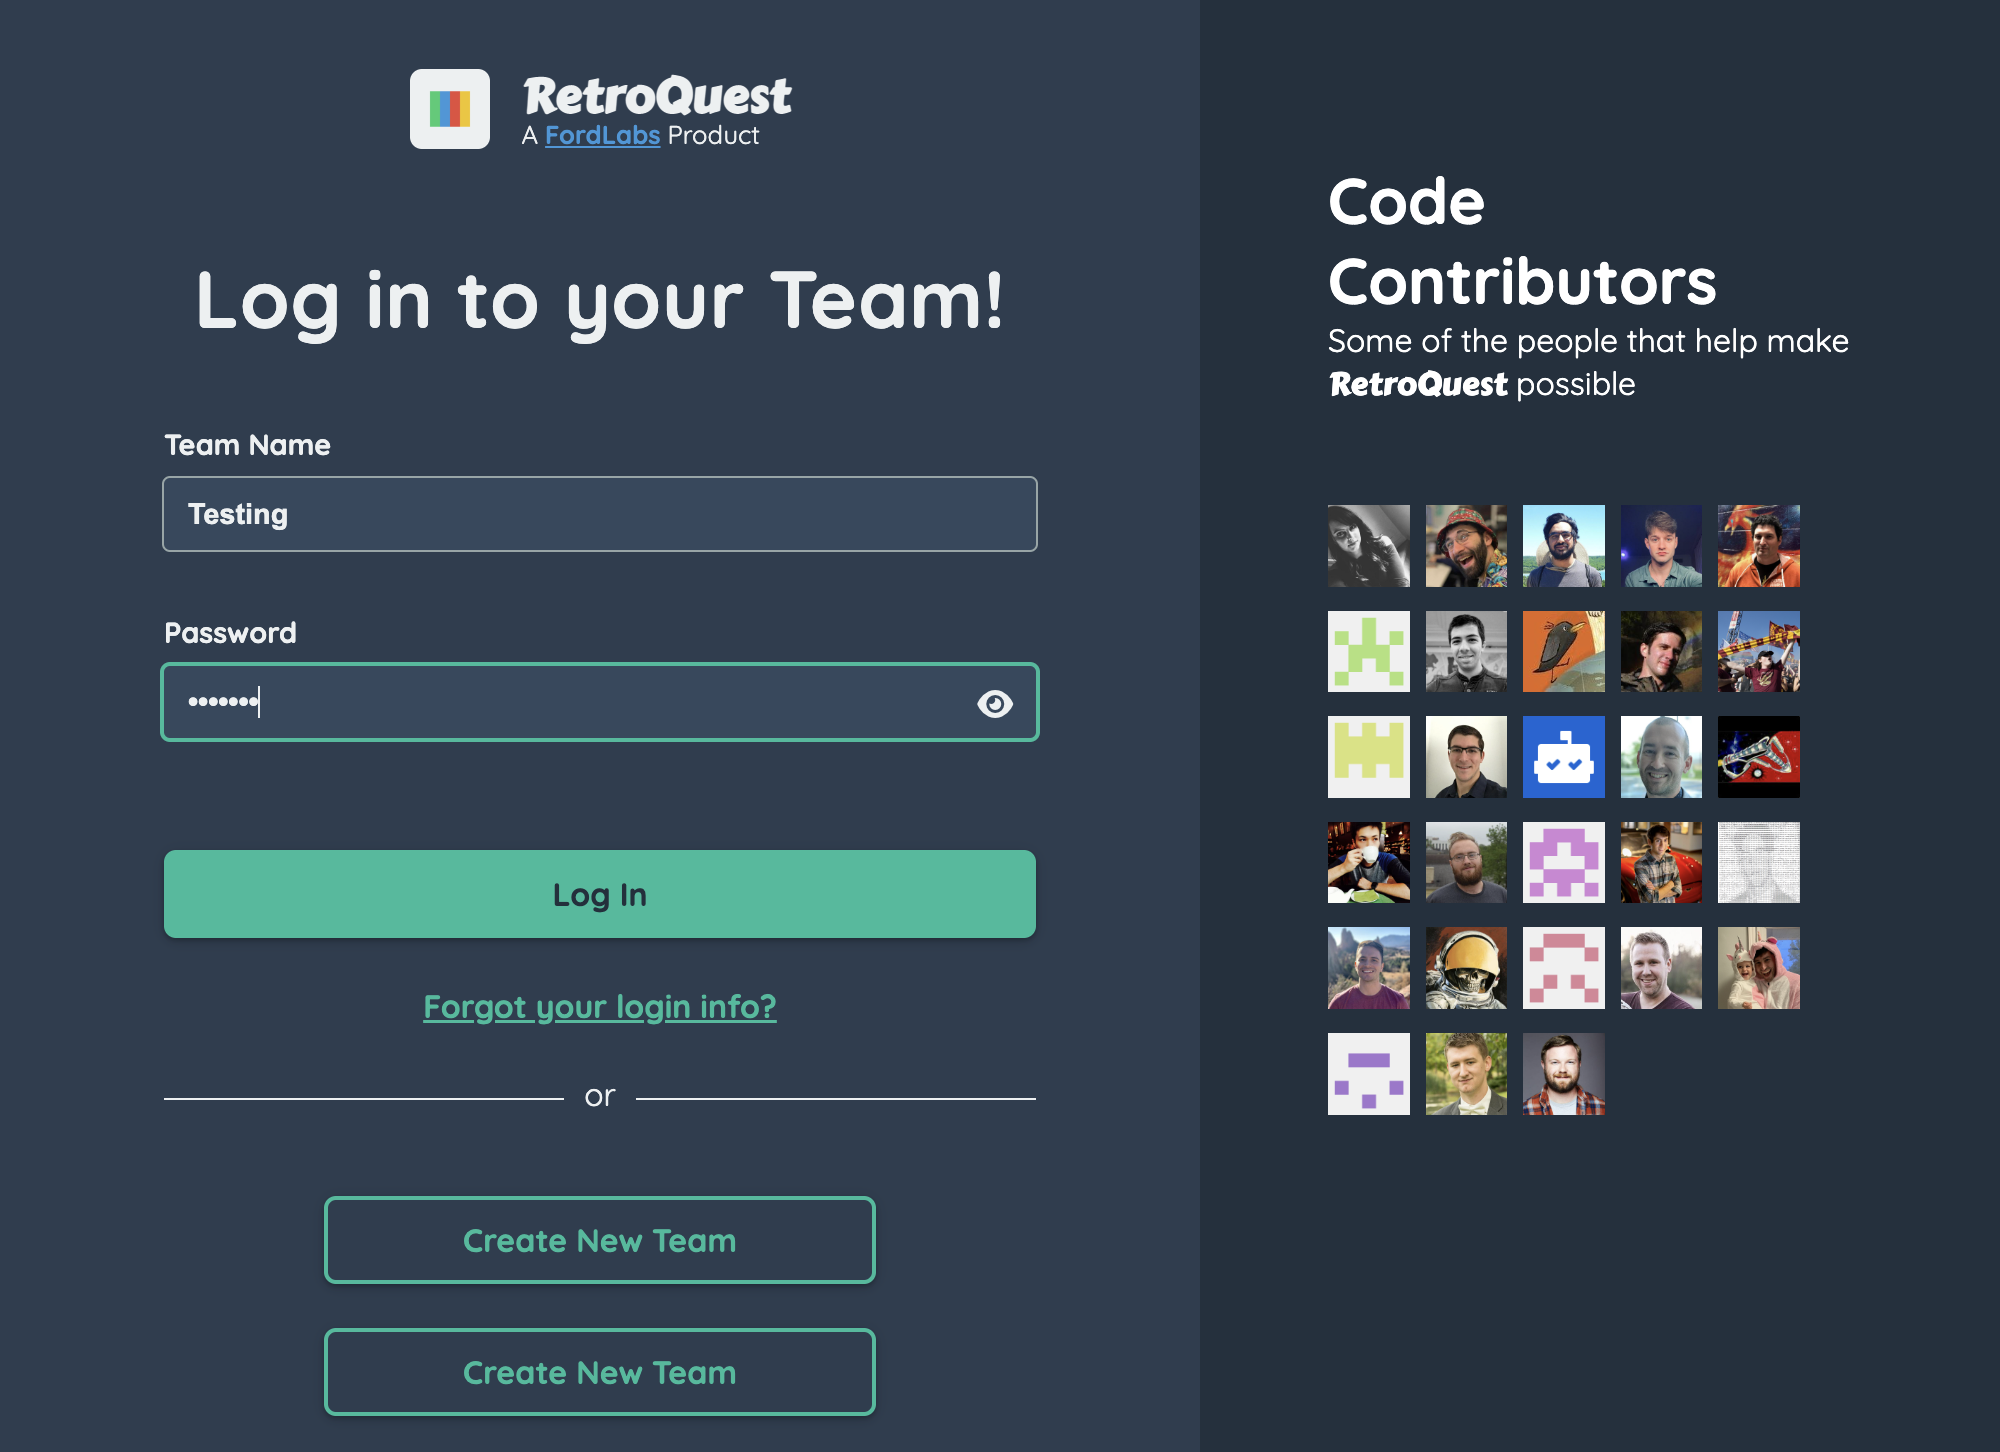 RetroQuest
A FordLabs Product
Log in to your Team!
Team Name
Testing
Password
•••••••
Log In
Forgot your login info?
or
Create New Team
Create New Team
Code
Contributors
Some of the people that help make
RetroQuest possible